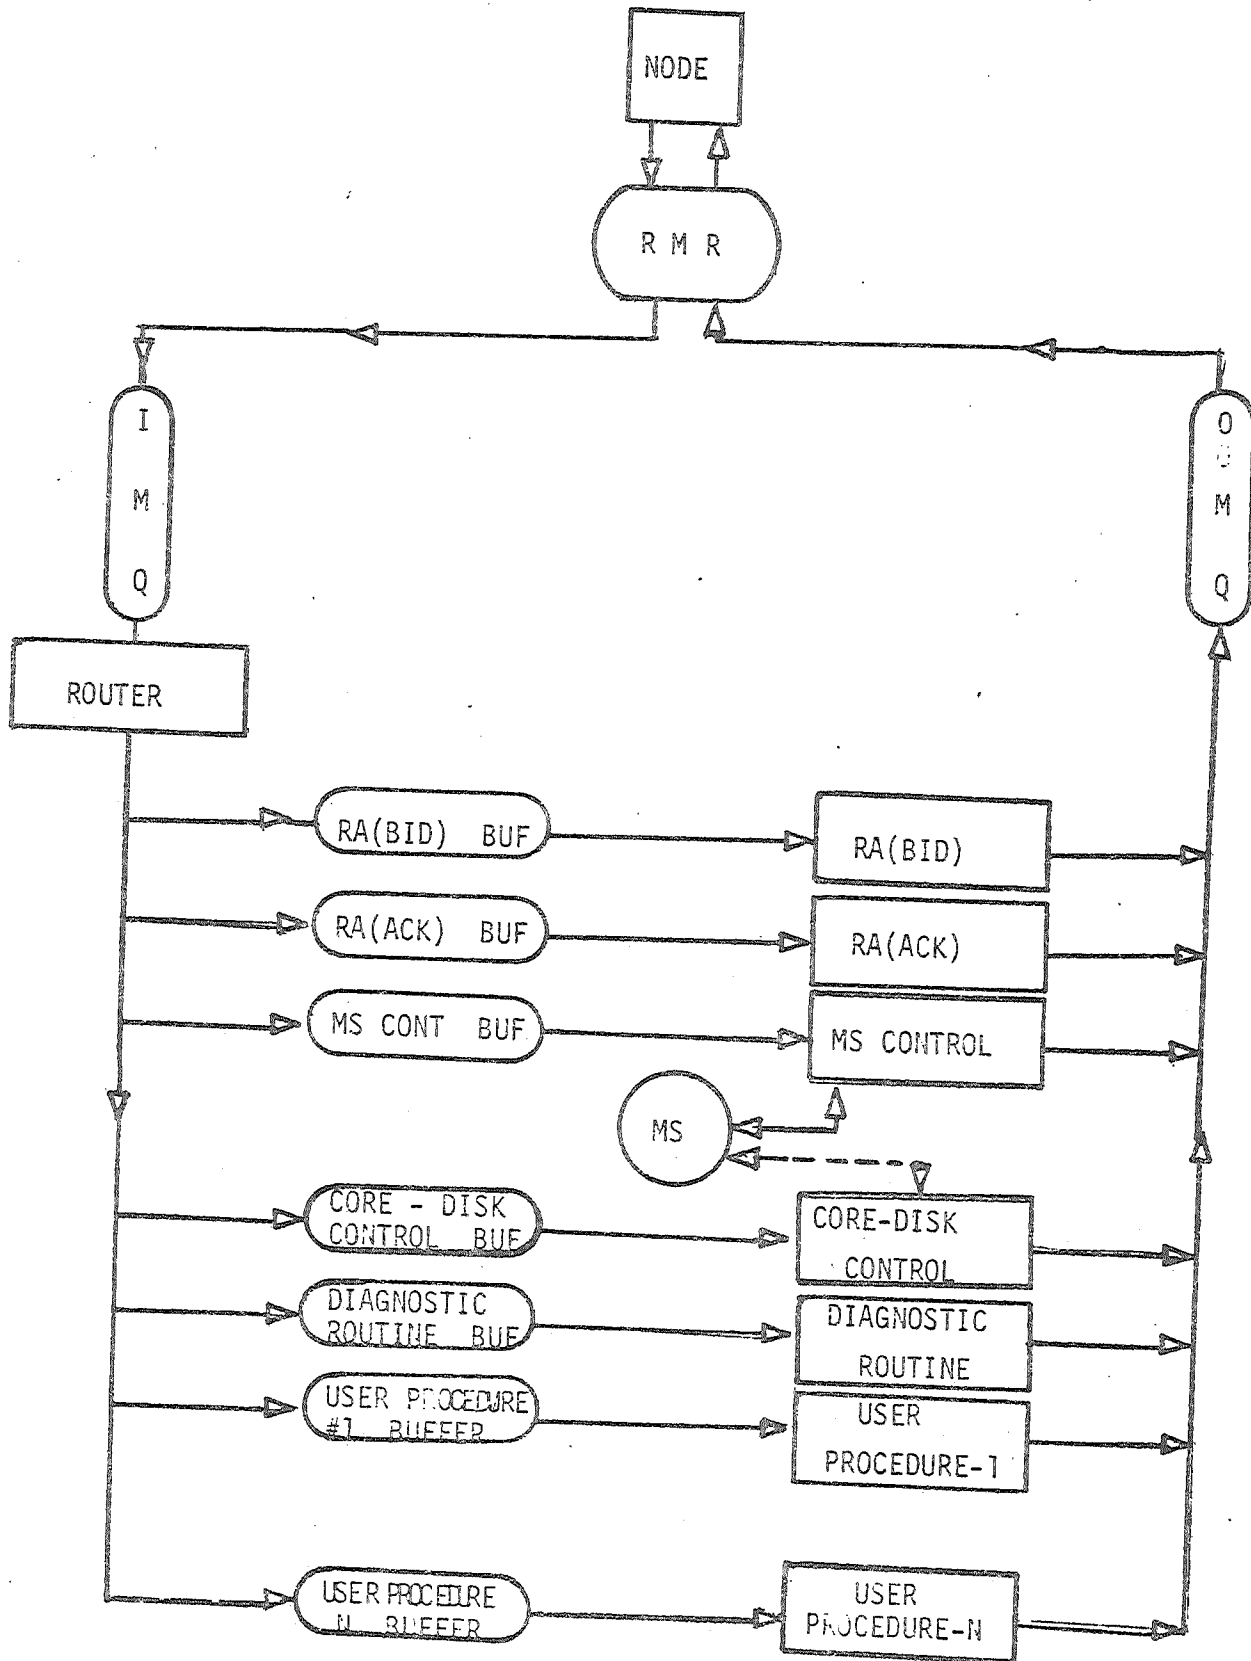 NODE
R M R
I
M
Q
O
U
M
Q
ROUTER
RA(BID) BUF
RA(BID)
RA(ACK) BUF
RA(ACK)
MS CONT BUF
MS CONTROL
MS
CORE - DISK
CONTROL BUF
CORE-DISK
CONTROL
DIAGNOSTIC
ROUTINE BUF
DIAGNOSTIC
ROUTINE
USER PROCEDURE
#1 BUFFER
USER
PROCEDURE-1
USER PROCEDURE
N BUFFER
USER
PROCEDURE-N